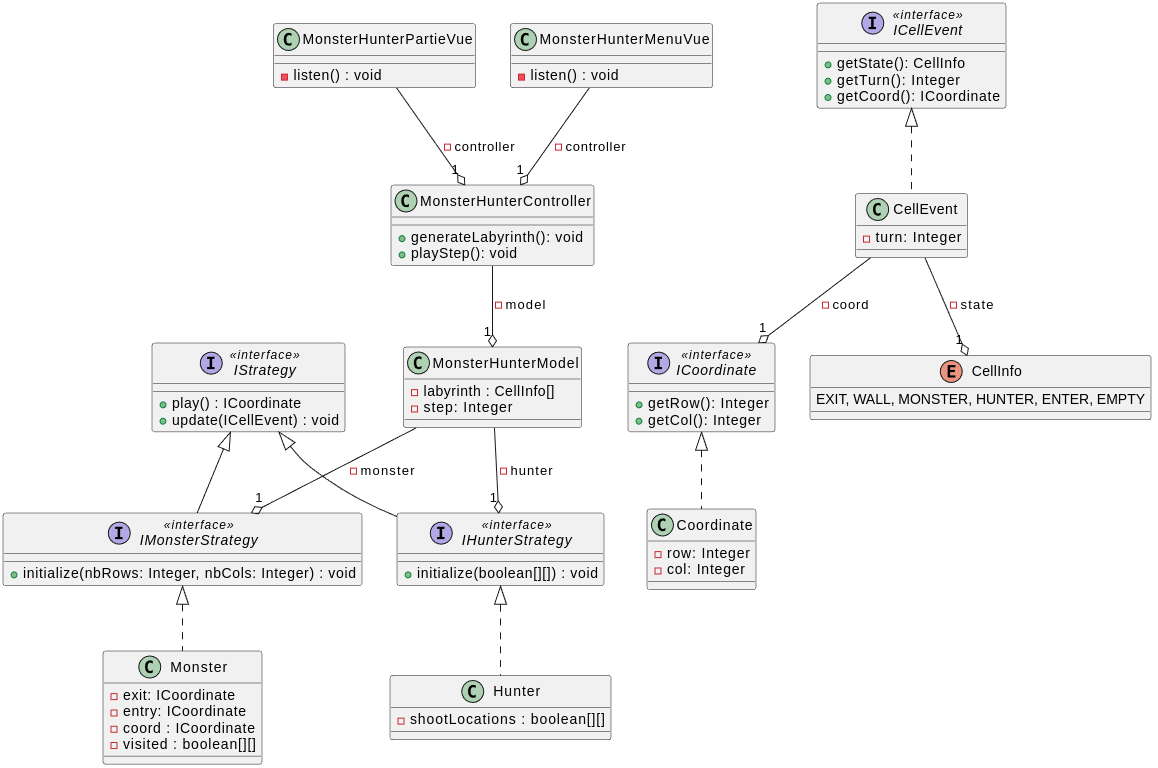 C MonsterHunterPartieVue
listen() : void
C MonsterHunterMenuVue
listen() : void
I «interface»
ICellEvent
getState(): CellInfo
getTurn(): Integer
getCoord(): ICoordinate
controller
1
controller
1
C MonsterHunterController
generateLabyrinth(): void
playStep(): void
C CellEvent
turn: Integer
model
1
coord
1
state
1
I «interface»
IStrategy
play() : ICoordinate
update(ICellEvent) : void
C MonsterHunterModel
labyrinth : CellInfo[]
step: Integer
I «interface»
ICoordinate
getRow(): Integer
getCol(): Integer
E CellInfo
EXIT, WALL, MONSTER, HUNTER, ENTER, EMPTY
monster
1
hunter
1
I «interface»
IMonsterStrategy
initialize(nbRows: Integer, nbCols: Integer) : void
I «interface»
IHunterStrategy
initialize(boolean[][]) : void
C Coordinate
row: Integer
col: Integer
C Monster
exit: ICoordinate
entry: ICoordinate
coord : ICoordinate
visited : boolean[][]
C Hunter
shootLocations : boolean[][]